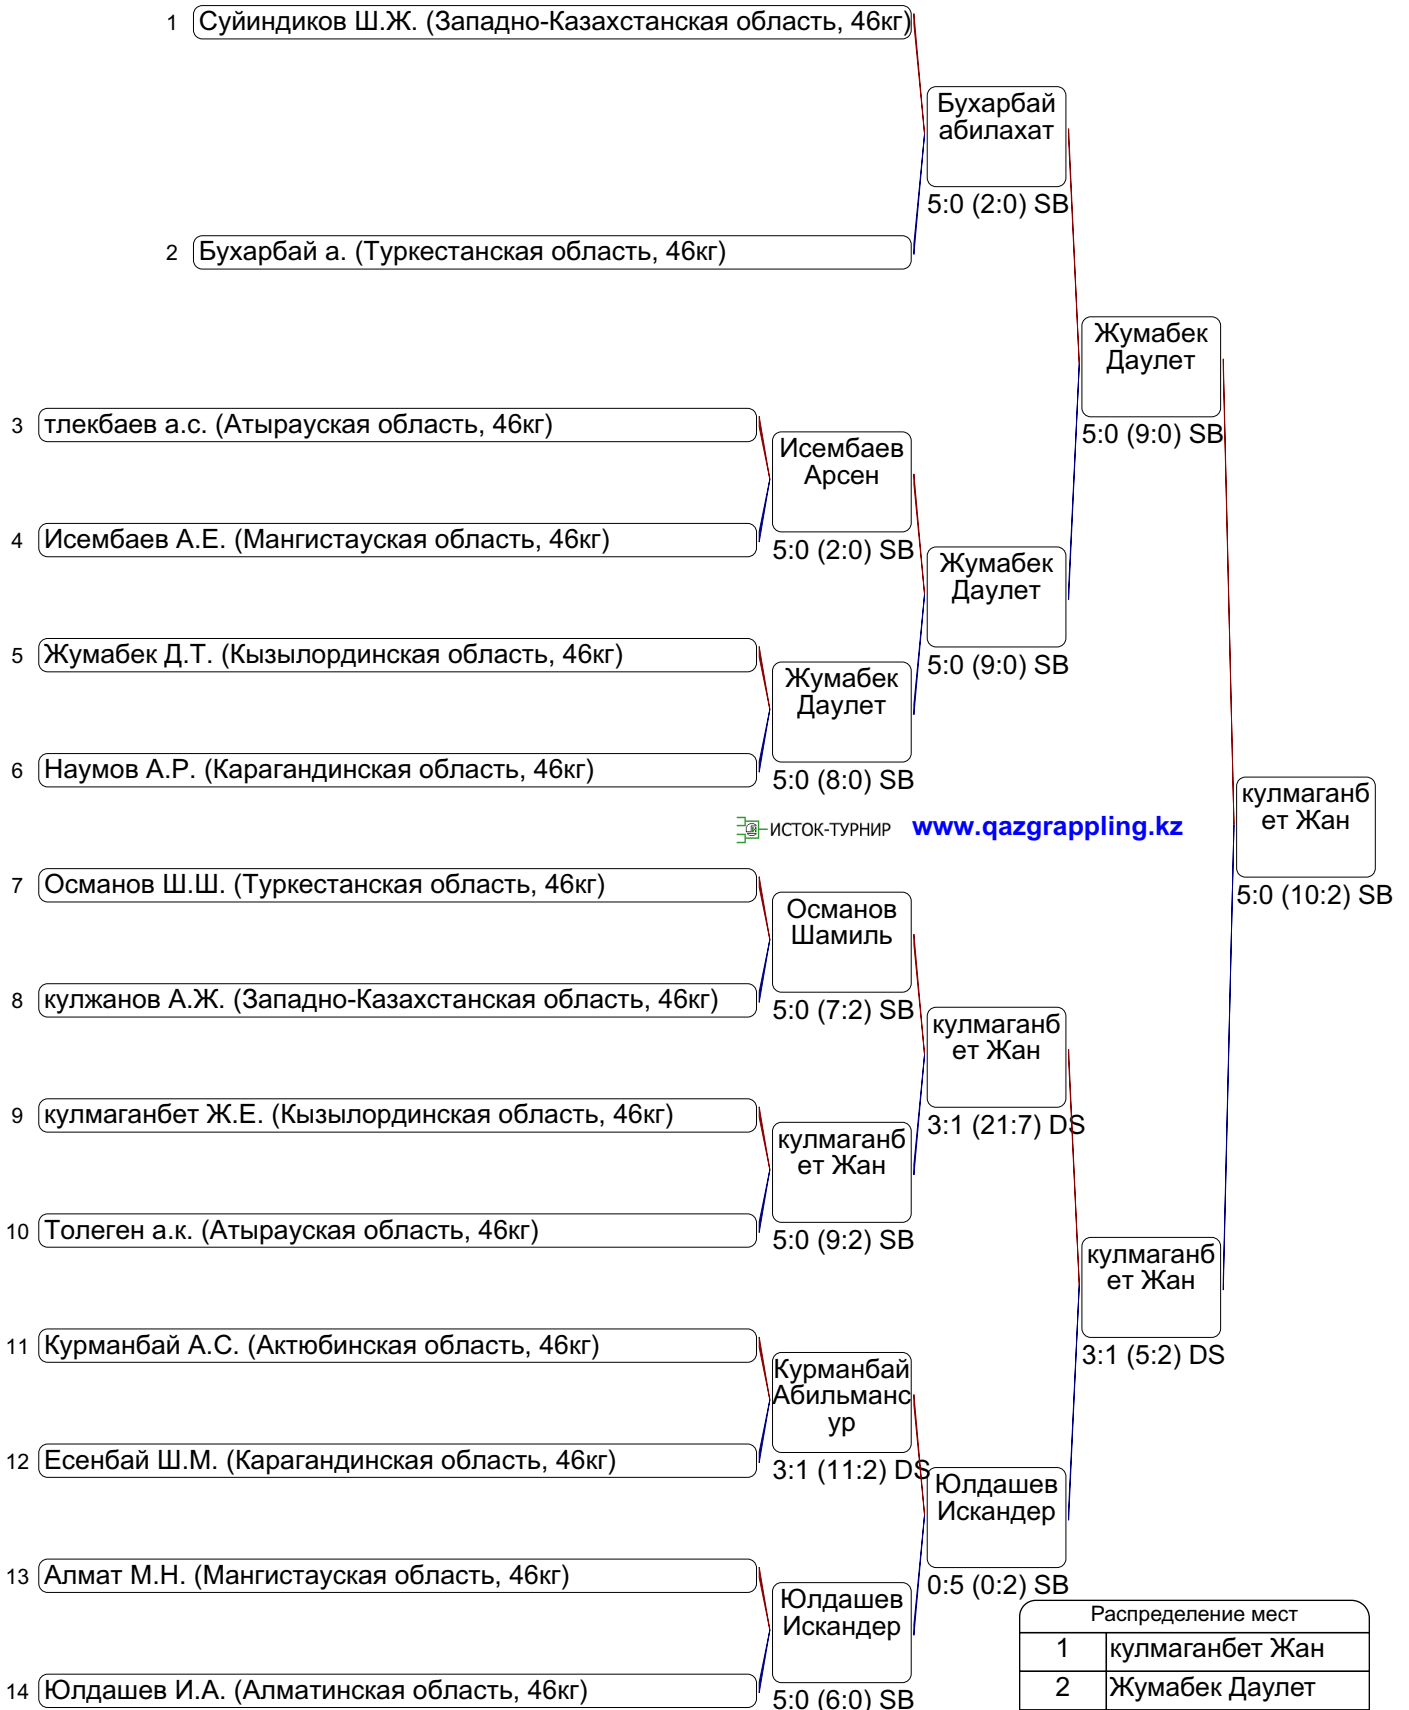 1 Суйиндиков Ш.Ж. (Западно-Казахстанская область, 46кг)
Бухарбай
абилахат
5:0 (2:0) SB
2 Бухарбай а. (Туркестанская область, 46кг)
Жумабек
Даулет
5:0 (9:0) SB
3 тлекбаев а.с. (Атырауская область, 46кг)
Исембаев
Арсен
5:0 (2:0) SB
4 Исембаев А.Е. (Мангистауская область, 46кг)
Жумабек
Даулет
5:0 (9:0) SB
5 Жумабек Д.Т. (Кызылординская область, 46кг)
Жумабек
Даулет
5:0 (8:0) SB
6 Наумов А.Р. (Карагандинская область, 46кг)
кулмаганб
ет Жан
5:0 (10:2) SB
ИСТОК-ТУРНИР www.qazgrappling.kz
7 Османов Ш.Ш. (Туркестанская область, 46кг)
Османов
Шамиль
5:0 (7:2) SB
8 кулжанов А.Ж. (Западно-Казахстанская область, 46кг)
кулмаганб
ет Жан
3:1 (21:7) DS
9 кулмаганбет Ж.Е. (Кызылординская область, 46кг)
кулмаганб
ет Жан
5:0 (9:2) SB
10 Толеген а.к. (Атырауская область, 46кг)
кулмаганб
ет Жан
3:1 (5:2) DS
11 Курманбай А.С. (Актюбинская область, 46кг)
Курманбай
Абильманс
ур
3:1 (11:2) DS
12 Есенбай Ш.М. (Карагандинская область, 46кг)
Юлдашев
Искандер
0:5 (0:2) SB
13 Алмат М.Н. (Мангистауская область, 46кг)
Юлдашев
Искандер
5:0 (6:0) SB
14 Юлдашев И.А. (Алматинская область, 46кг)
Распределение мест
1 кулмаганбет Жан
2 Жумабек Даулет